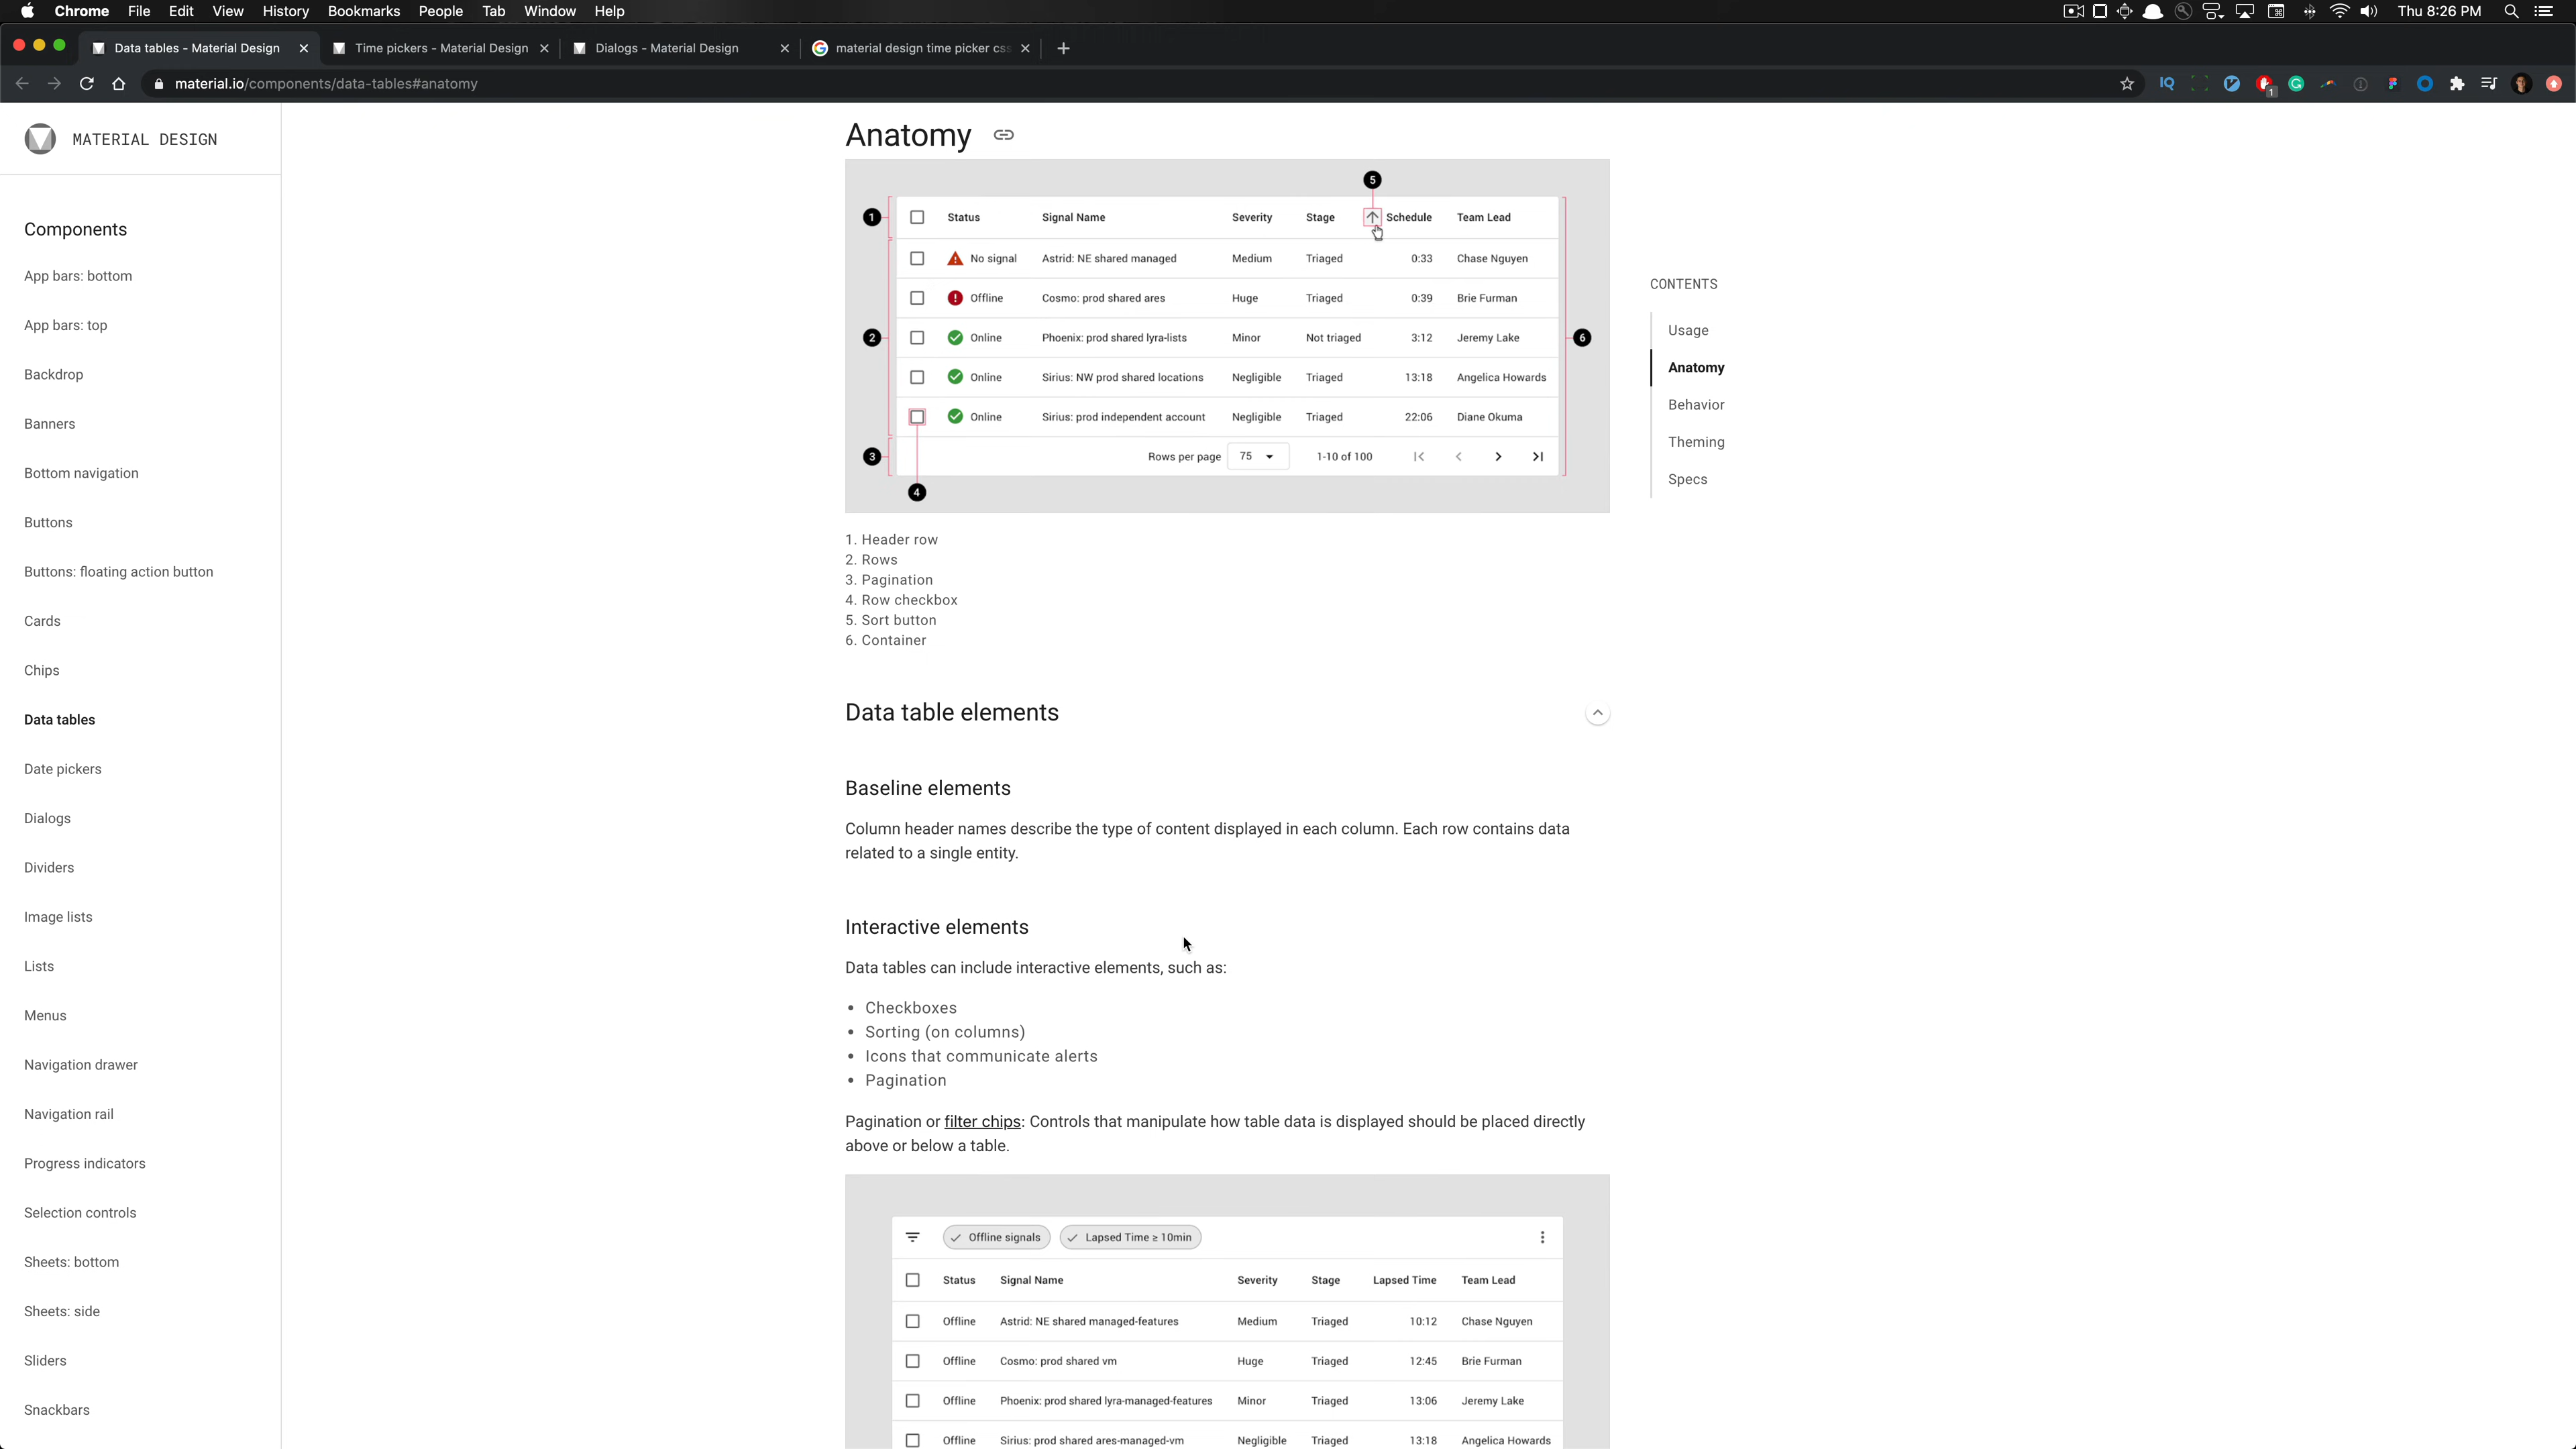 Chrome File Edit View History Bookmarks People Tab Window Help
Thu 8:26 PM
Data tables - Material Design
Time pickers - Material Design
Dialogs - Material Design
material design time picker css
material.io/components/data-tables#anatomy
IQ
1
MATERIAL DESIGN
Components
App bars: bottom
App bars: top
Backdrop
Banners
Bottom navigation
Buttons
Buttons: floating action button
Cards
Chips
Data tables
Date pickers
Dialogs
Dividers
Image lists
Lists
Menus
Navigation drawer
Navigation rail
Progress indicators
Selection controls
Sheets: bottom
Sheets: side
Sliders
Snackbars
Anatomy
5
1 Status Signal Name Severity Stage Schedule Team Lead
No signal Astrid: NE shared managed Medium Triaged 0:33 Chase Nguyen
Offline Cosmo: prod shared ares Huge Triaged 0:39 Brie Furman
2 Online Phoenix: prod shared lyra-lists Minor Not triaged 3:12 Jeremy Lake 6
Online Sirius: NW prod shared locations Negligible Triaged 13:18 Angelica Howards
Online Sirius: prod independent account Negligible Triaged 22:06 Diane Okuma
3 Rows per page 75 1-10 of 100
4
1. Header row
2. Rows
3. Pagination
4. Row checkbox
5. Sort button
6. Container
Data table elements
Baseline elements
Column header names describe the type of content displayed in each column. Each row contains data
related to a single entity.
Interactive elements
Data tables can include interactive elements, such as:
• Checkboxes
• Sorting (on columns)
• Icons that communicate alerts
• Pagination
Pagination or filter chips: Controls that manipulate how table data is displayed should be placed directly
above or below a table.
Offline signals Lapsed Time ≥ 10min
Status Signal Name Severity Stage Lapsed Time Team Lead
Offline Astrid: NE shared managed-features Medium Triaged 10:12 Chase Nguyen
Offline Cosmo: prod shared vm Huge Triaged 12:45 Brie Furman
Offline Phoenix: prod shared lyra-managed-features Minor Triaged 13:06 Jeremy Lake
Offline Sirius: prod shared ares-managed-vm Negligible Triaged 13:18 Angelica Howards
CONTENTS
Usage
Anatomy
Behavior
Theming
Specs